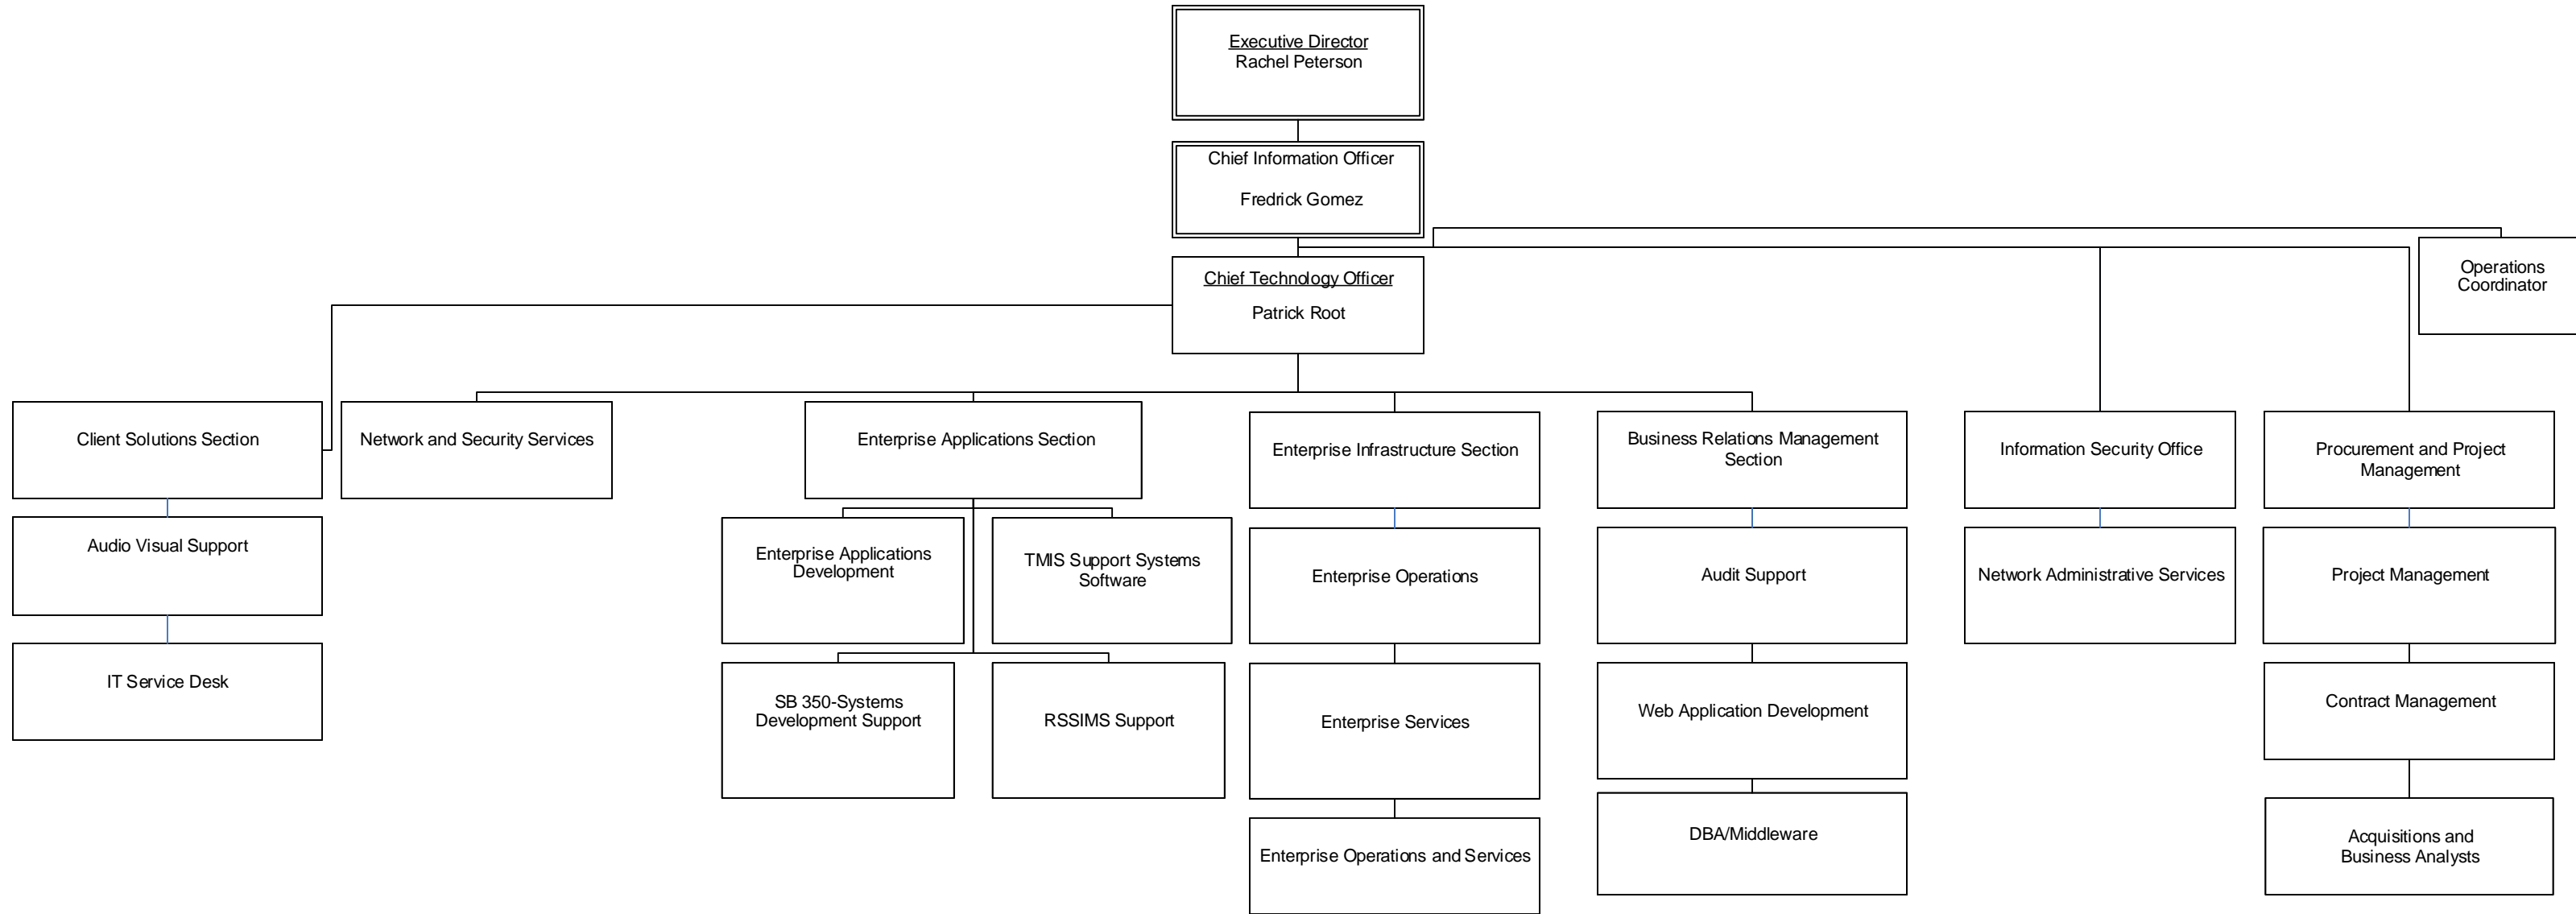 Executive Director
Rachel Peterson
Chief Information Officer
Fredrick Gomez
Chief Technology Officer
Patrick Root
Operations
Coordinator
Client Solutions Section
Network and Security Services
Enterprise Applications Section
Enterprise Infrastructure Section
Business Relations Management
Section
Information Security Office
Procurement and Project
Management
Audio Visual Support
Enterprise Applications
Development
TMIS Support Systems
Software
Enterprise Operations
Audit Support
Network Administrative Services
Project Management
IT Service Desk
SB 350-Systems
Development Support
RSSIMS Support
Enterprise Services
Web Application Development
Contract Management
Enterprise Operations and Services
DBA/Middleware
Acquisitions and
Business Analysts